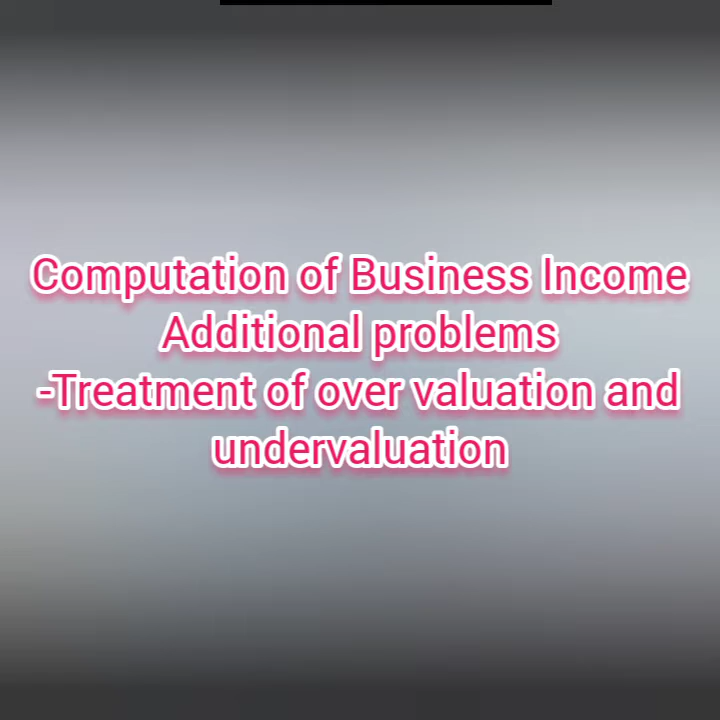 Computation of Business Income
Additional problems
-Treatment of over valuation and
undervaluation